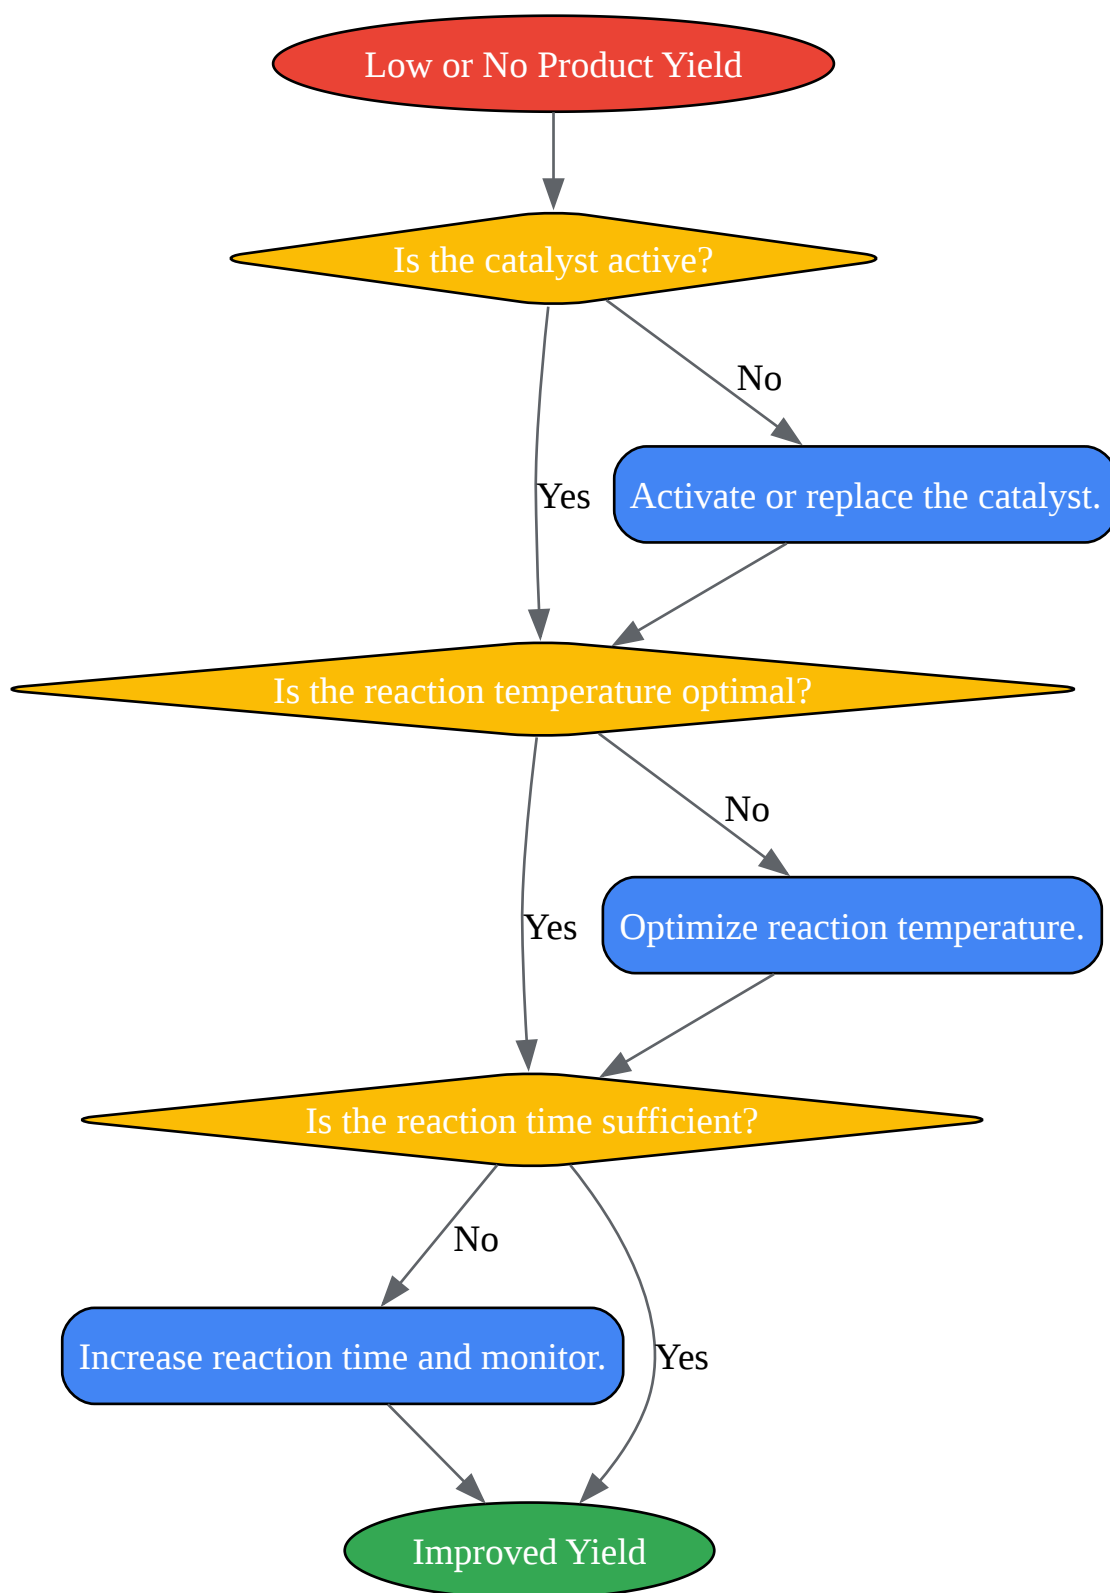 Low or No Product Yield
Is the catalyst active?
No
Yes
Activate or replace the catalyst.
Is the reaction temperature optimal?
No
Yes
Optimize reaction temperature.
Is the reaction time sufficient?
No
Increase reaction time and monitor.
Yes
Improved Yield